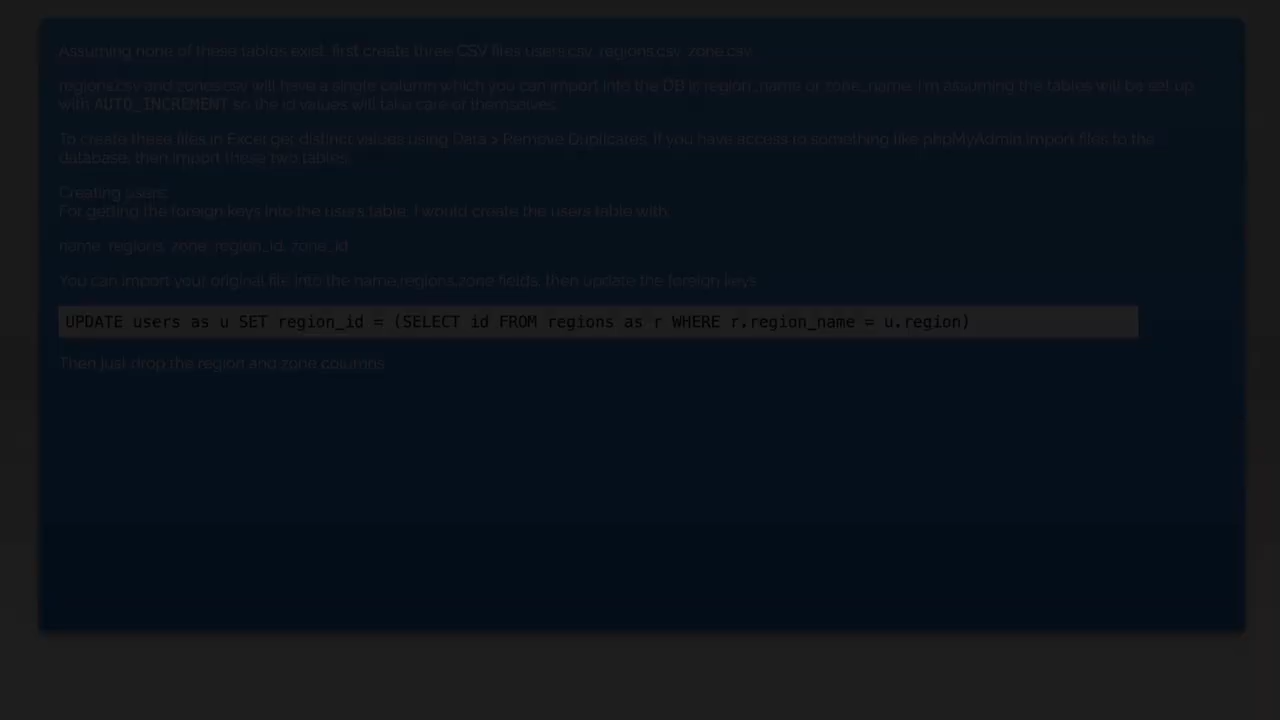 Assuming none of these tables exist, first create three CSV files users.csv, regions.csv, zone.csv
regions.csv and zones.csv will have a single column which you can import into the DB ie region_name or zone_name. I'm assuming the tables will be set up
with AUTO_INCREMENT so the id values will take care of themselves.
To create these files in Excel get distinct values using Data > Remove Duplicates. If you have access to something like phpMyAdmin import files to the
database, then import these two tables.
Creating users:
For getting the foreign keys into the users table, I would create the users table with:
name, regions, zone, region_id, zone_id
You can import your original file into the name,regions,zone fields, then update the foreign keys
UPDATE users as u SET region_id = (SELECT id FROM regions as r WHERE r.region_name = u.region)
Then just drop the region and zone columns